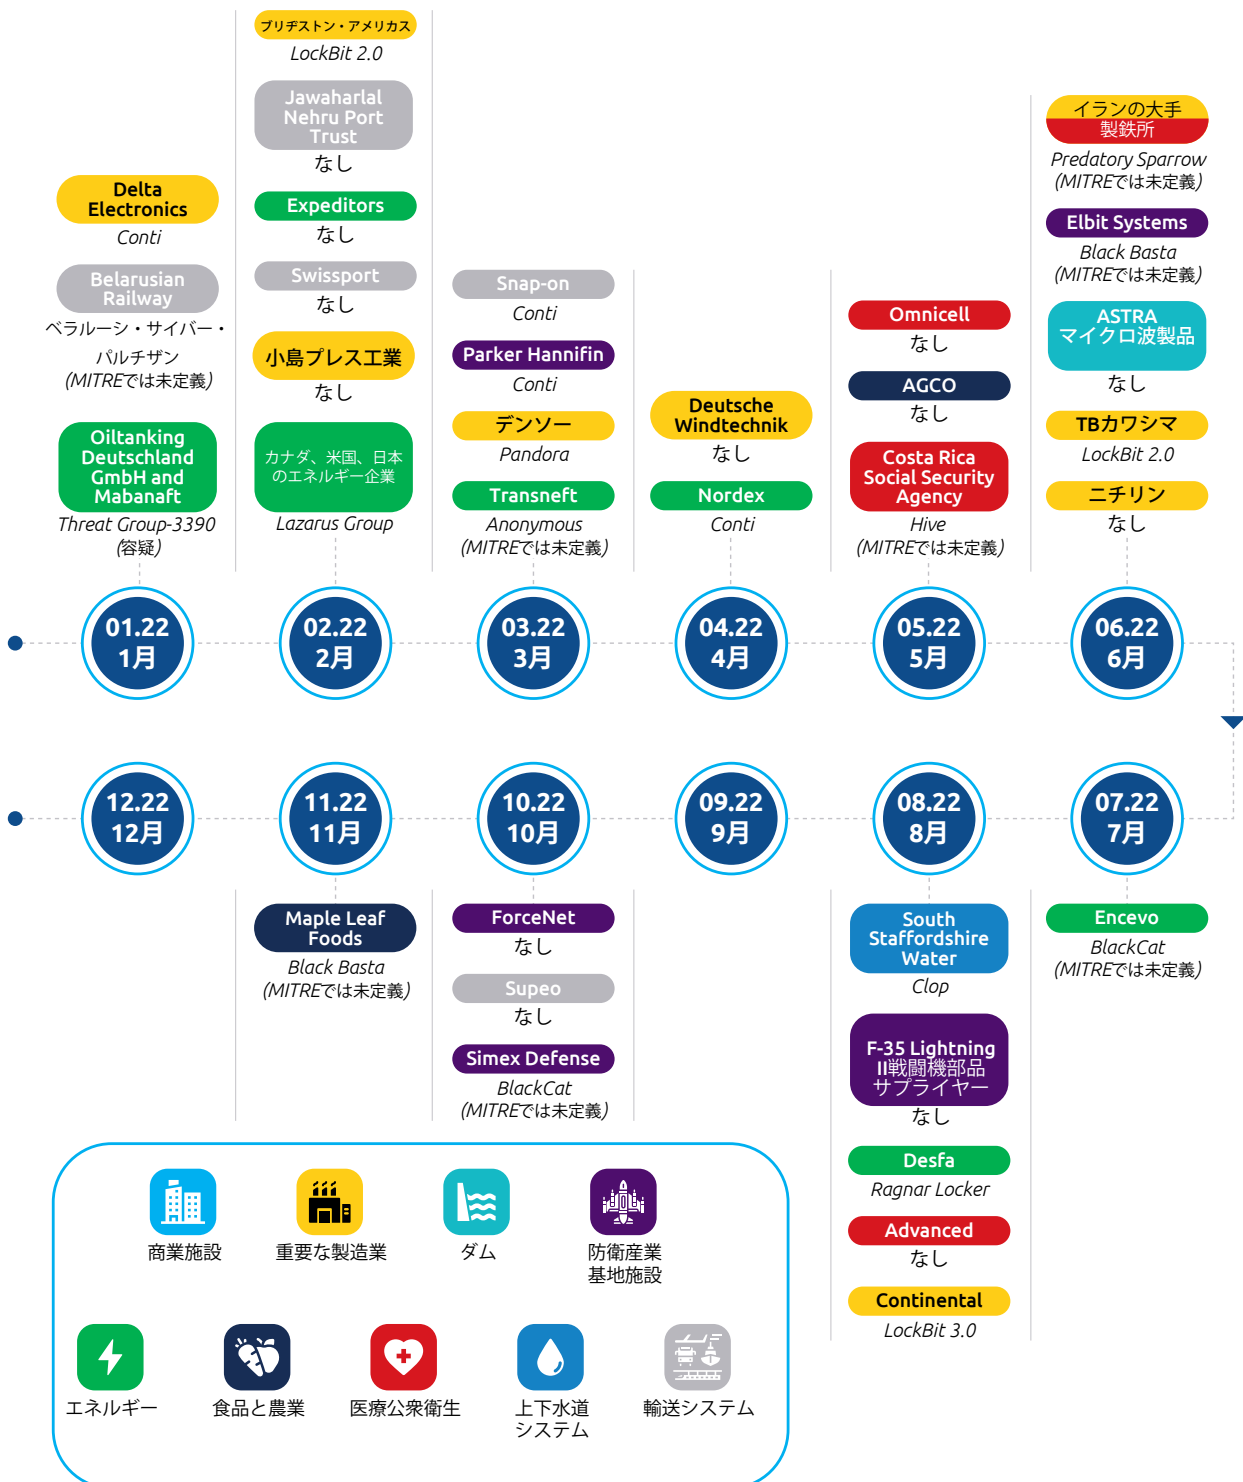 Delta
Electronics
Conti
Belarusian
Railway
ベラルーシ・サイバー・
パルチザン
(MITREでは未定義)
Oiltanking
Deutschland
GmbH and
Mabanaft
Threat Group-3390
(容疑)
ブリヂストン・アメリカス
LockBit 2.0
Jawaharlal
Nehru Port
Trust
なし
Expeditors
なし
Swissport
なし
小島プレス工業
なし
カナダ、米国、日本
のエネルギー企業
Lazarus Group
Snap-on
Conti
Parker Hannifin
Conti
デンソー
Pandora
Transneft
Anonymous
(MITREでは未定義)
Deutsche
Windtechnik
なし
Nordex
Conti
Omnicell
なし
AGCO
なし
Costa Rica
Social Security
Agency
Hive
(MITREでは未定義)
イランの大手
製鉄所
Predatory Sparrow
(MITREでは未定義)
Elbit Systems
Black Basta
(MITREでは未定義)
ASTRA
マイクロ波製品
なし
TBカワシマ
LockBit 2.0
ニチリン
なし
01.22
1月
02.22
2月
03.22
3月
04.22
4月
05.22
5月
06.22
6月
12.22
12月
11.22
11月
10.22
10月
09.22
9月
08.22
8月
07.22
7月
Maple Leaf
Foods
Black Basta
(MITREでは未定義)
ForceNet
なし
Supeo
なし
Simex Defense
BlackCat
(MITREでは未定義)
South
Staffordshire
Water
Clop
F-35 Lightning
II戦闘機部品
サプライヤー
なし
Desfa
Ragnar Locker
Advanced
なし
Continental
LockBit 3.0
Encevo
BlackCat
(MITREでは未定義)
商業施設
重要な製造業
ダム
防衛産業
基地施設
エネルギー
食品と農業
医療公衆衛生
上下水道
システム
輸送システム